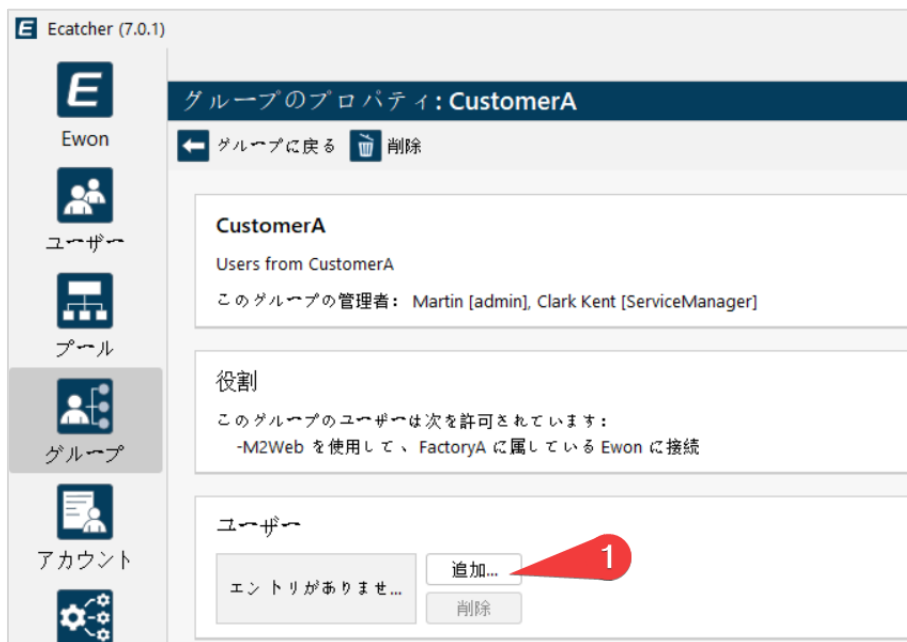 Ecatcher (7.0.1)
Ewon
ユーザー
プール
グループ
アカウント
グループのプロパティ: CustomerA
グループに戻る 削除
CustomerA
Users from CustomerA
このグループの管理者: Martin [admin], Clark Kent [ServiceManager]
役割
このグループのユーザーは次を許可されています:
-M2Web を使用して、FactoryA に属している Ewon に接続
ユーザー
エントリがありませ...
追加...
1
削除